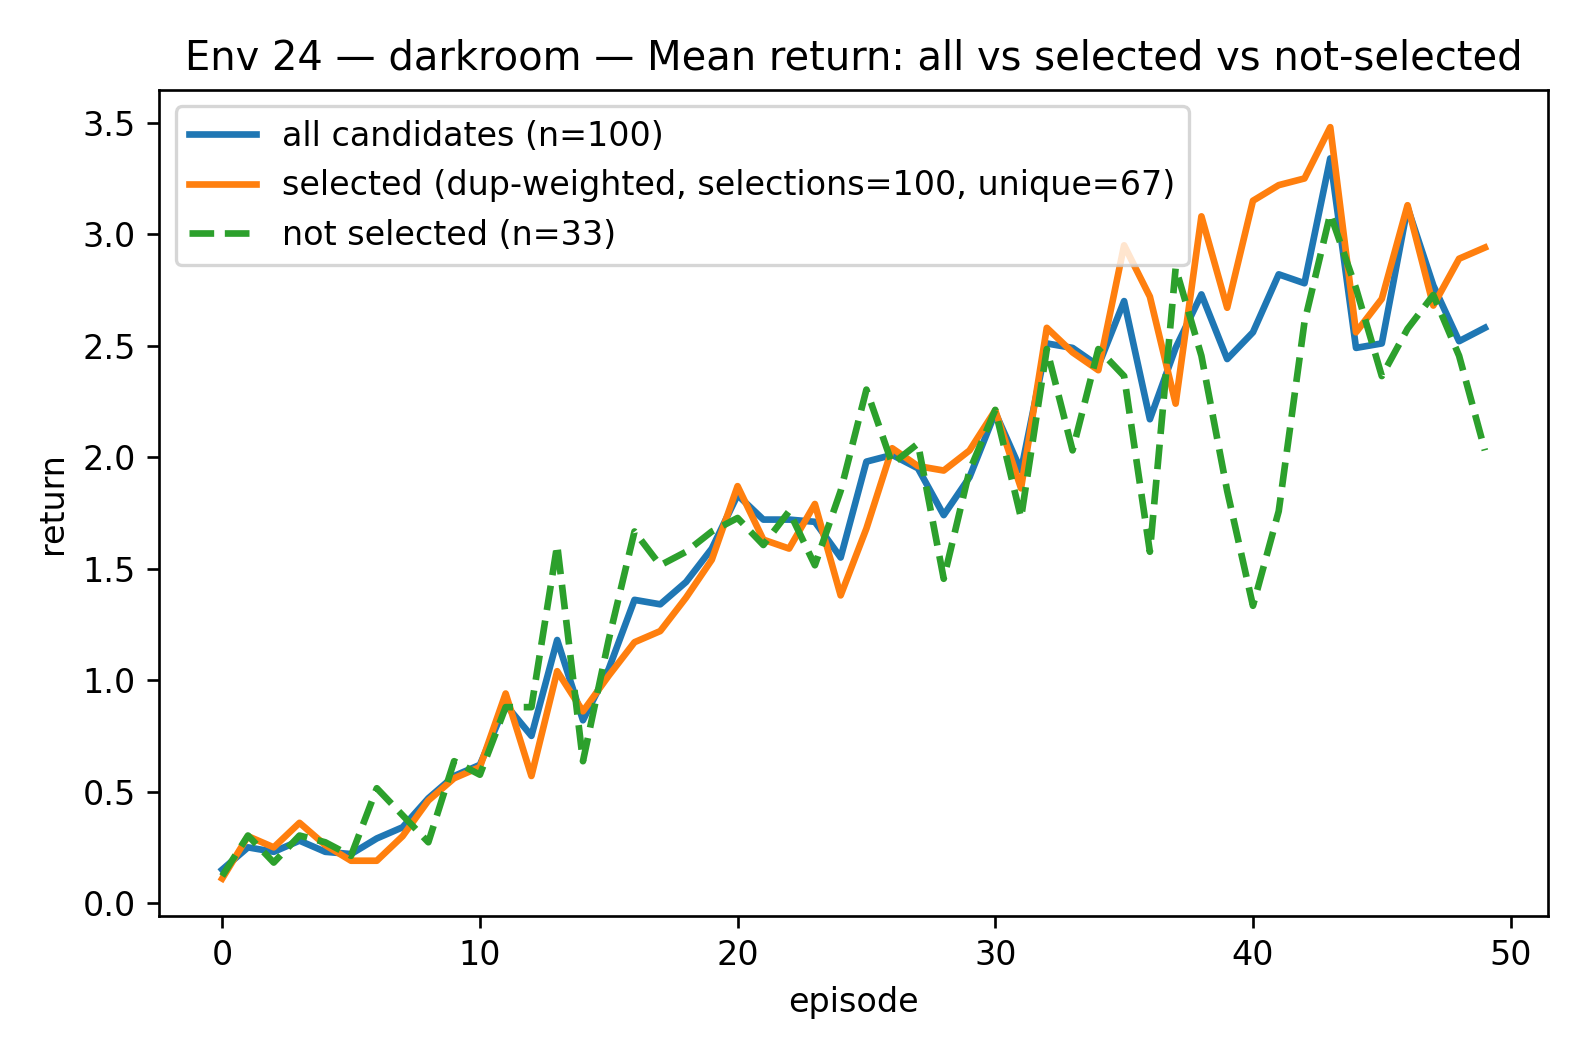 Env 24 — darkroom — Mean return: all vs selected vs not-selected
all candidates (n=100)
selected (dup-weighted, selections=100, unique=67)
not selected (n=33)
3.5
3.0
2.5
2.0
1.5
1.0
0.5
0.0
return
0 10 20 30 40 50
episode